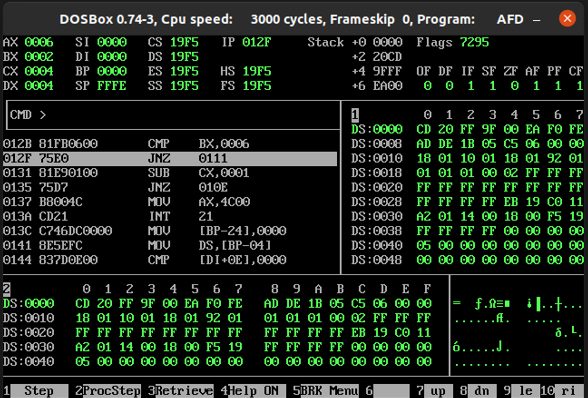 DOSBox 0.74-3, Cpu speed: 3000 cycles, Frameskip 0, Program: AFD
AX 0006 SI 0000 CS 19F5 IP 012F Stack +0 0000 Flags 7295
BX 0002 DI 0000 DS 19F5 +2 20CD
CX 0004 BP 0000 ES 19F5 HS 19F5 +4 9FFF OF DF IF SF ZF AF PF CF
DX 0004 SP FFFE SS 19F5 FS 19F5 +6 EA00 0 0 1 1 0 1 1 1
CMD >
012B 81FB0600 CMP BX,0006
012F 75E0 JNZ 0111
0131 81E90100 SUB CX,0001
0135 75D7 JNZ 010E
0137 B8004C MOV AX,4C00
013A CD21 INT 21
013C C746DC0000 MOV [BP-24],0000
0141 8E5EFC MOV DS,[BP-04]
0144 837D0E00 CMP [DI+0E],0000
1 0 1 2 3 4 5 6 7
DS:0000 CD 20 FF 9F 00 EA F0 FE
DS:0008 AD DE 1B 05 C5 06 00 00
DS:0010 18 01 10 01 18 01 92 01
DS:0018 01 01 01 00 02 FF FF FF
DS:0020 FF FF FF FF FF FF FF FF
DS:0028 FF FF FF FF EB 19 C0 11
DS:0030 A2 01 14 00 18 00 F5 19
DS:0038 FF FF FF FF 00 00 00 00
DS:0040 05 00 00 00 00 00 00 00
DS:0048 00 00 00 00 00 00 00 00
2 0 1 2 3 4 5 6 7 8 9 A B C D E F
DS:0000 CD 20 FF 9F 00 EA F0 FE AD DE 1B 05 C5 06 00 00
DS:0010 18 01 10 01 18 01 92 01 01 01 01 00 02 FF FF FF
DS:0020 FF FF FF FF FF FF FF FF FF FF FF FF EB 19 C0 11
DS:0030 A2 01 14 00 18 00 F5 19 FF FF FF FF 00 00 00 00
DS:0040 05 00 00 00 00 00 00 00 00 00 00 00 00 00 00 00
1 Step 2ProcStep 3Retrieve 4Help ON 5BRK Menu 6 7 up 8 dn 9 le 10 ri